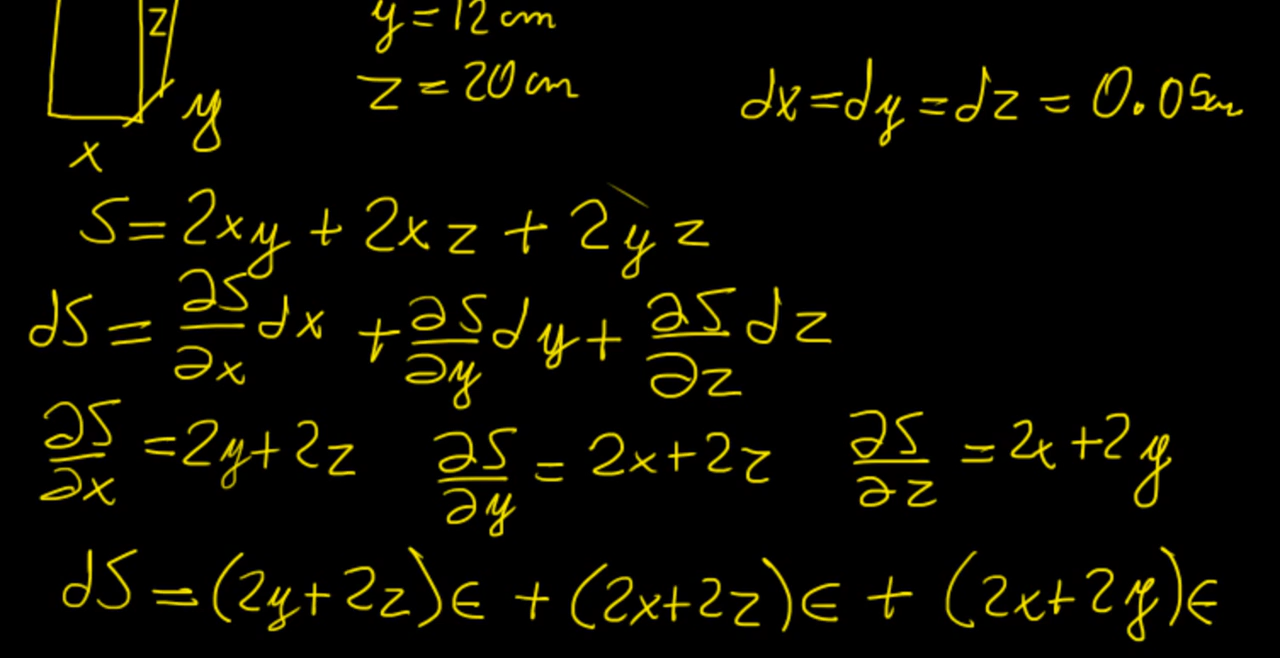 z
y = 12 cm
z = 20 cm
y
dx = dy = dz = 0.05 cm
x
S = 2xy + 2xz + 2yz
dS = ∂S/∂x dx + ∂S/∂y dy + ∂S/∂z dz
∂S/∂x = 2y + 2z ∂S/∂y = 2x + 2z ∂S/∂z = 2x + 2y
dS = (2y + 2z)ϵ + (2x + 2z)ϵ + (2x + 2y)ϵ